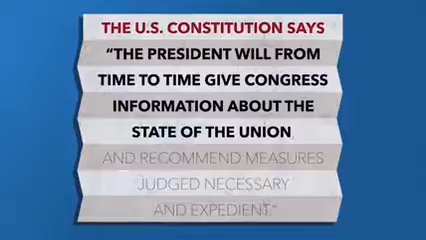 THE U.S. CONSTITUTION SAYS
“THE PRESIDENT WILL FROM
TIME TO TIME GIVE CONGRESS
INFORMATION ABOUT THE
STATE OF THE UNION
AND RECOMMEND MEASURES
JUDGED NECESSARY
AND EXPEDIENT.”